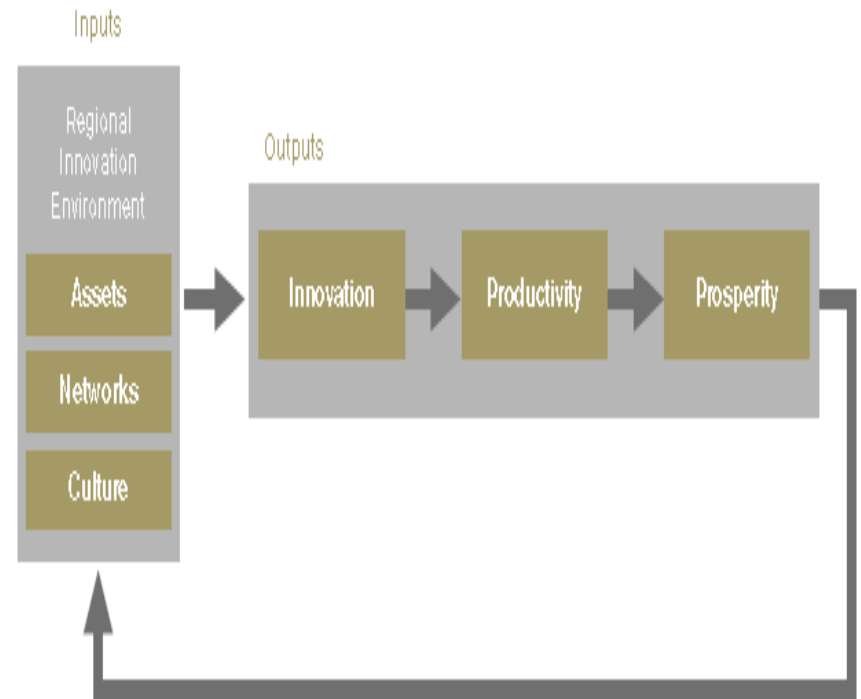 Inputs
Regional
Innovation
Environment
Assets
Networks
Culture
Outputs
Innovation
Productivity
Prosperity